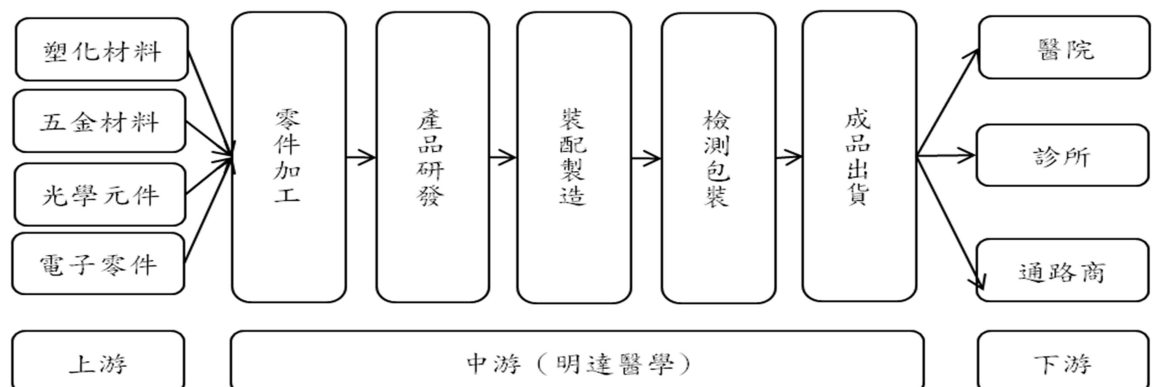 塑化材料
五金材料
光學元件
電子零件
零件加工
產品研發
裝配製造
檢測包裝
成品出貨
醫院
診所
通路商
上游
中游（明達醫學）
下游